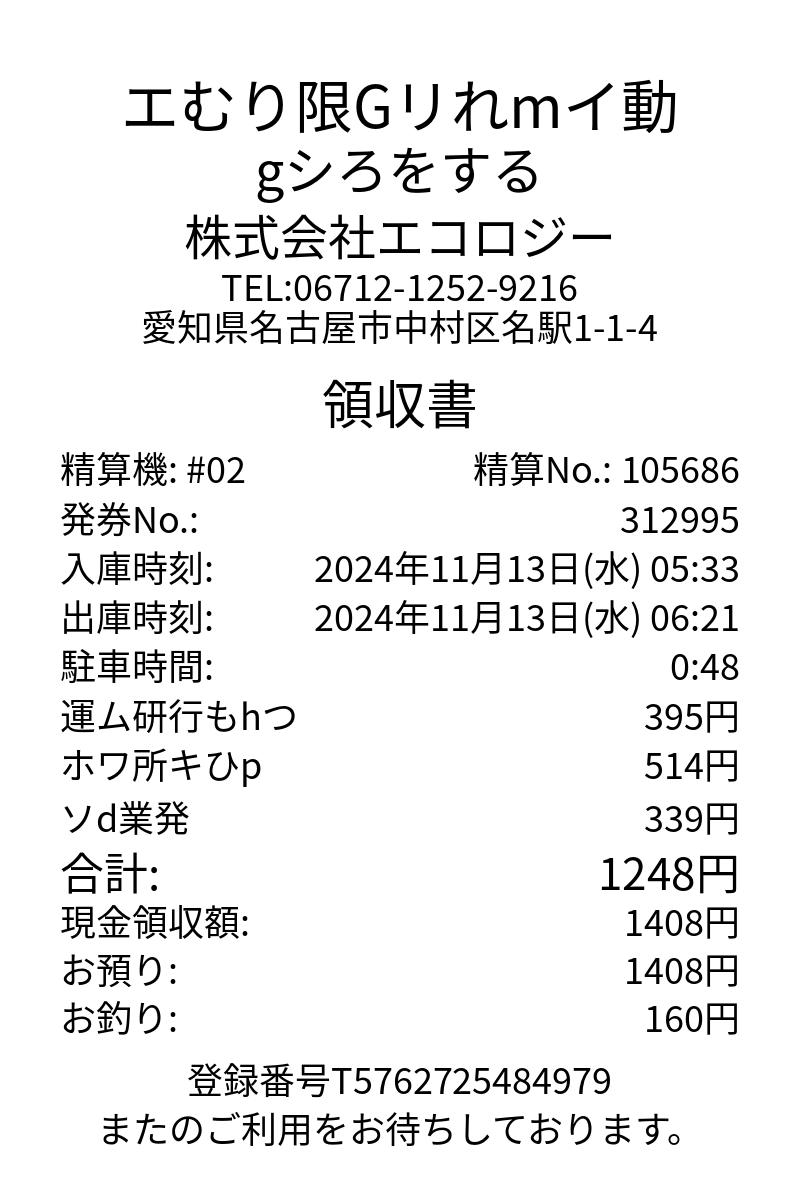 エむり限Gリれmイ動
gシろをする
株式会社エコロジー
TEL:06712-1252-9216
愛知県名古屋市中村区名駅1-1-4
領収書
精算機: #02 精算No.: 105686
発券No.: 312995
入庫時刻: 2024年11月13日(水) 05:33
出庫時刻: 2024年11月13日(水) 06:21
駐車時間: 0:48
運ム研行もhつ 395円
ホワ所キひp 514円
ソd業発 339円
合計: 1248円
現金領収額: 1408円
お預り: 1408円
お釣り: 160円
登録番号T5762725484979
またのご利用をお待ちしております。